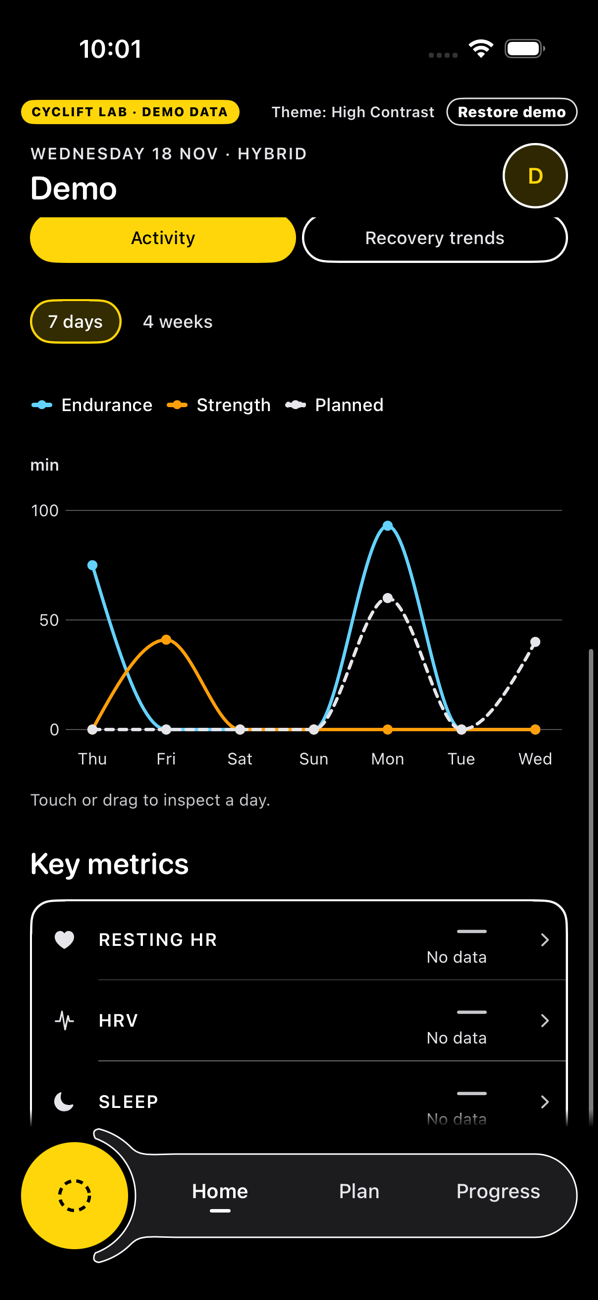 10:01
CYCLIFT LAB · DEMO DATA
Theme: High Contrast
Restore demo
WEDNESDAY 18 NOV · HYBRID
Demo
D
Activity
Recovery trends
7 days
4 weeks
Endurance
Strength
Planned
min
100
50
0
Thu Fri Sat Sun Mon Tue Wed
Touch or drag to inspect a day.
Key metrics
RESTING HR
No data
HRV
No data
SLEEP
No data
Home
Plan
Progress